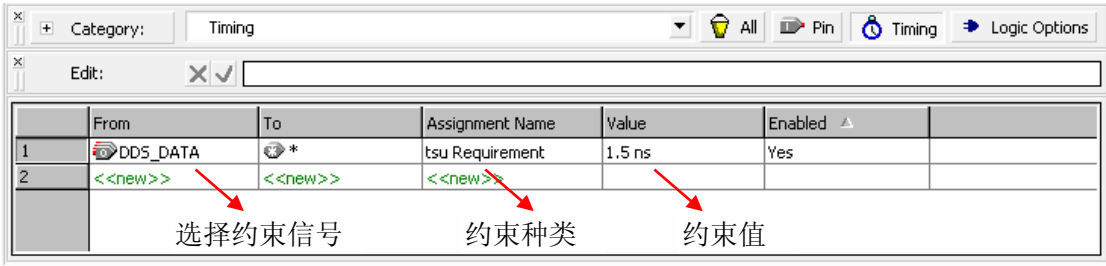 Category: Timing All Pin Timing Logic Options
Edit:
From To Assignment Name Value Enabled
1 DDS_DATA * tsu Requirement 1.5 ns Yes
2 <<new>> <<new>> <<new>>
选择约束信号 约束种类 约束值